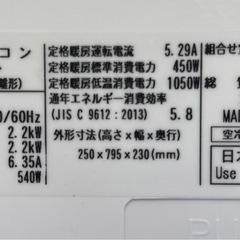 コン
定格暖房運転電流 5.29A
定格暖房標準消費電力 450W
定格暖房低温消費電力 1050W
通年エネルギー消費効率
(JIS C 9612:2013) 5.8
外形寸法(高さ×幅×奥行)
250×795×230(mm)
形)
0/60Hz
2.2kW
2.2kW
6.35A
540W
組合せ
総
MA
空冷
日本
Use